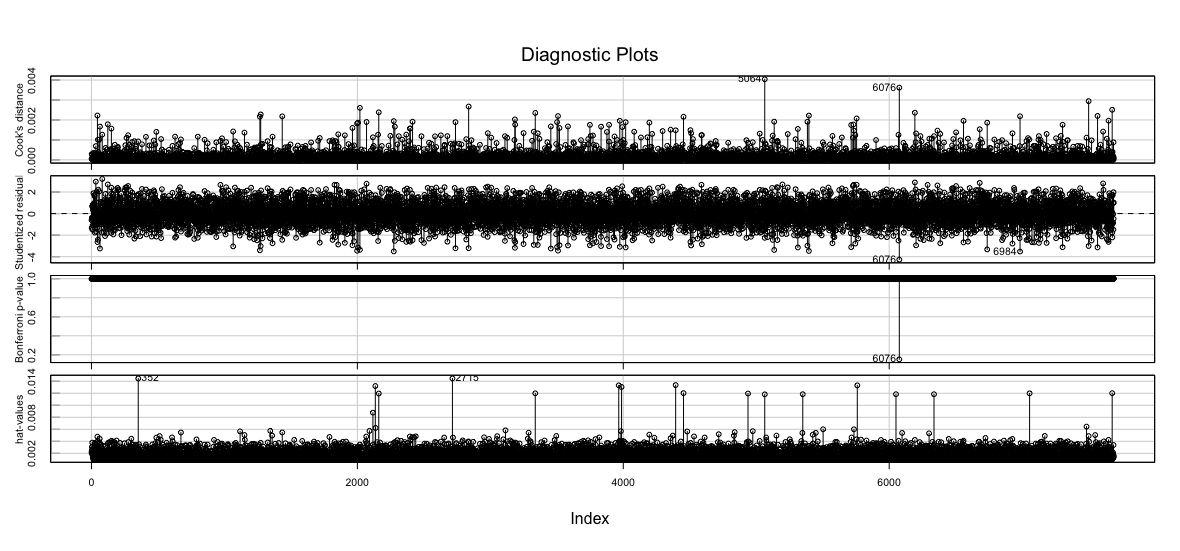 Diagnostic Plots
Cook's distance
0.000 0.002 0.004
5064
6076
Studentized residual
-4 -2 0 2
6076
6984
Bonferroni p-value
0.2 0.6 1.0
6076
hat-values
0.002 0.008 0.014
352
2715
0 2000 4000 6000
Index